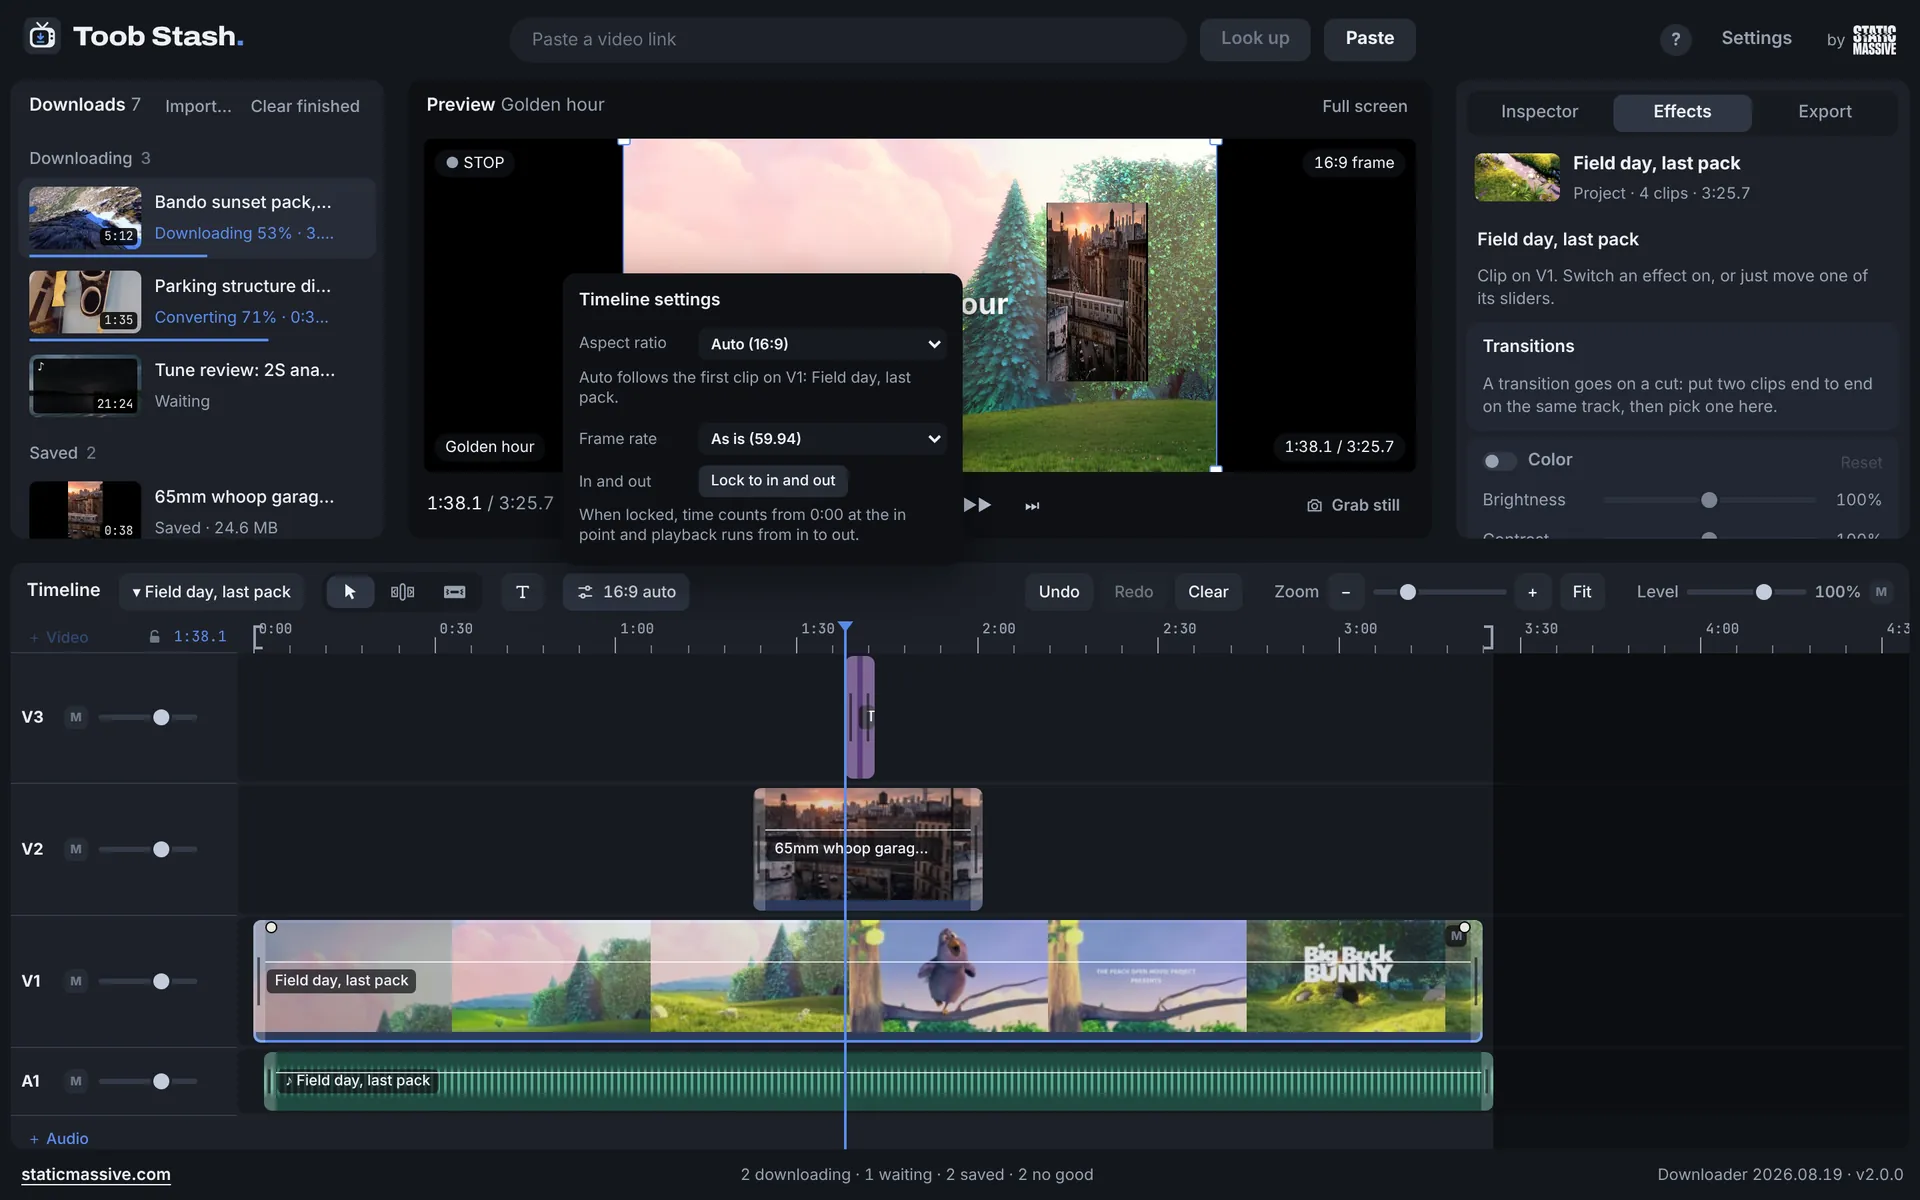 Toob Stash.
Paste a video link
Look up
Paste
?
Settings
by STATIC MASSIVE
Downloads 7
Import...
Clear finished
Downloading 3
5:12
Bando sunset pack,...
Downloading 53% · 3....
1:35
Parking structure di...
Converting 71% · 0:3...
21:24
Tune review: 2S ana...
Waiting
Saved 2
0:38
65mm whoop garag...
Saved · 24.6 MB
Preview Golden hour
Full screen
STOP
16:9 frame
our
Golden hour
1:38.1 / 3:25.7
1:38.1 / 3:25.7
Grab still
Timeline settings
Aspect ratio
Auto (16:9)
Auto follows the first clip on V1: Field day, last
pack.
Frame rate
As is (59.94)
In and out
Lock to in and out
When locked, time counts from 0:00 at the in
point and playback runs from in to out.
Inspector
Effects
Export
Field day, last pack
Project · 4 clips · 3:25.7
Field day, last pack
Clip on V1. Switch an effect on, or just move one of
its sliders.
Transitions
A transition goes on a cut: put two clips end to end
on the same track, then pick one here.
Color
Reset
Brightness
100%
Contrast
100%
Timeline
▾ Field day, last pack
T
16:9 auto
Undo
Redo
Clear
Zoom
−
+
Fit
Level
100%
M
+ Video
1:38.1
0:00
0:30
1:00
1:30
2:00
2:30
3:00
3:30
4:00
4:3
V3
M
T
V2
M
65mm whoop garag...
V1
M
Field day, last pack
THE PEACH OPEN MOVIE PROJECT
PRESENTS
Big Buck
BUNNY
M
A1
M
♪ Field day, last pack
+ Audio
staticmassive.com
2 downloading · 1 waiting · 2 saved · 2 no good
Downloader 2026.08.19 · v2.0.0